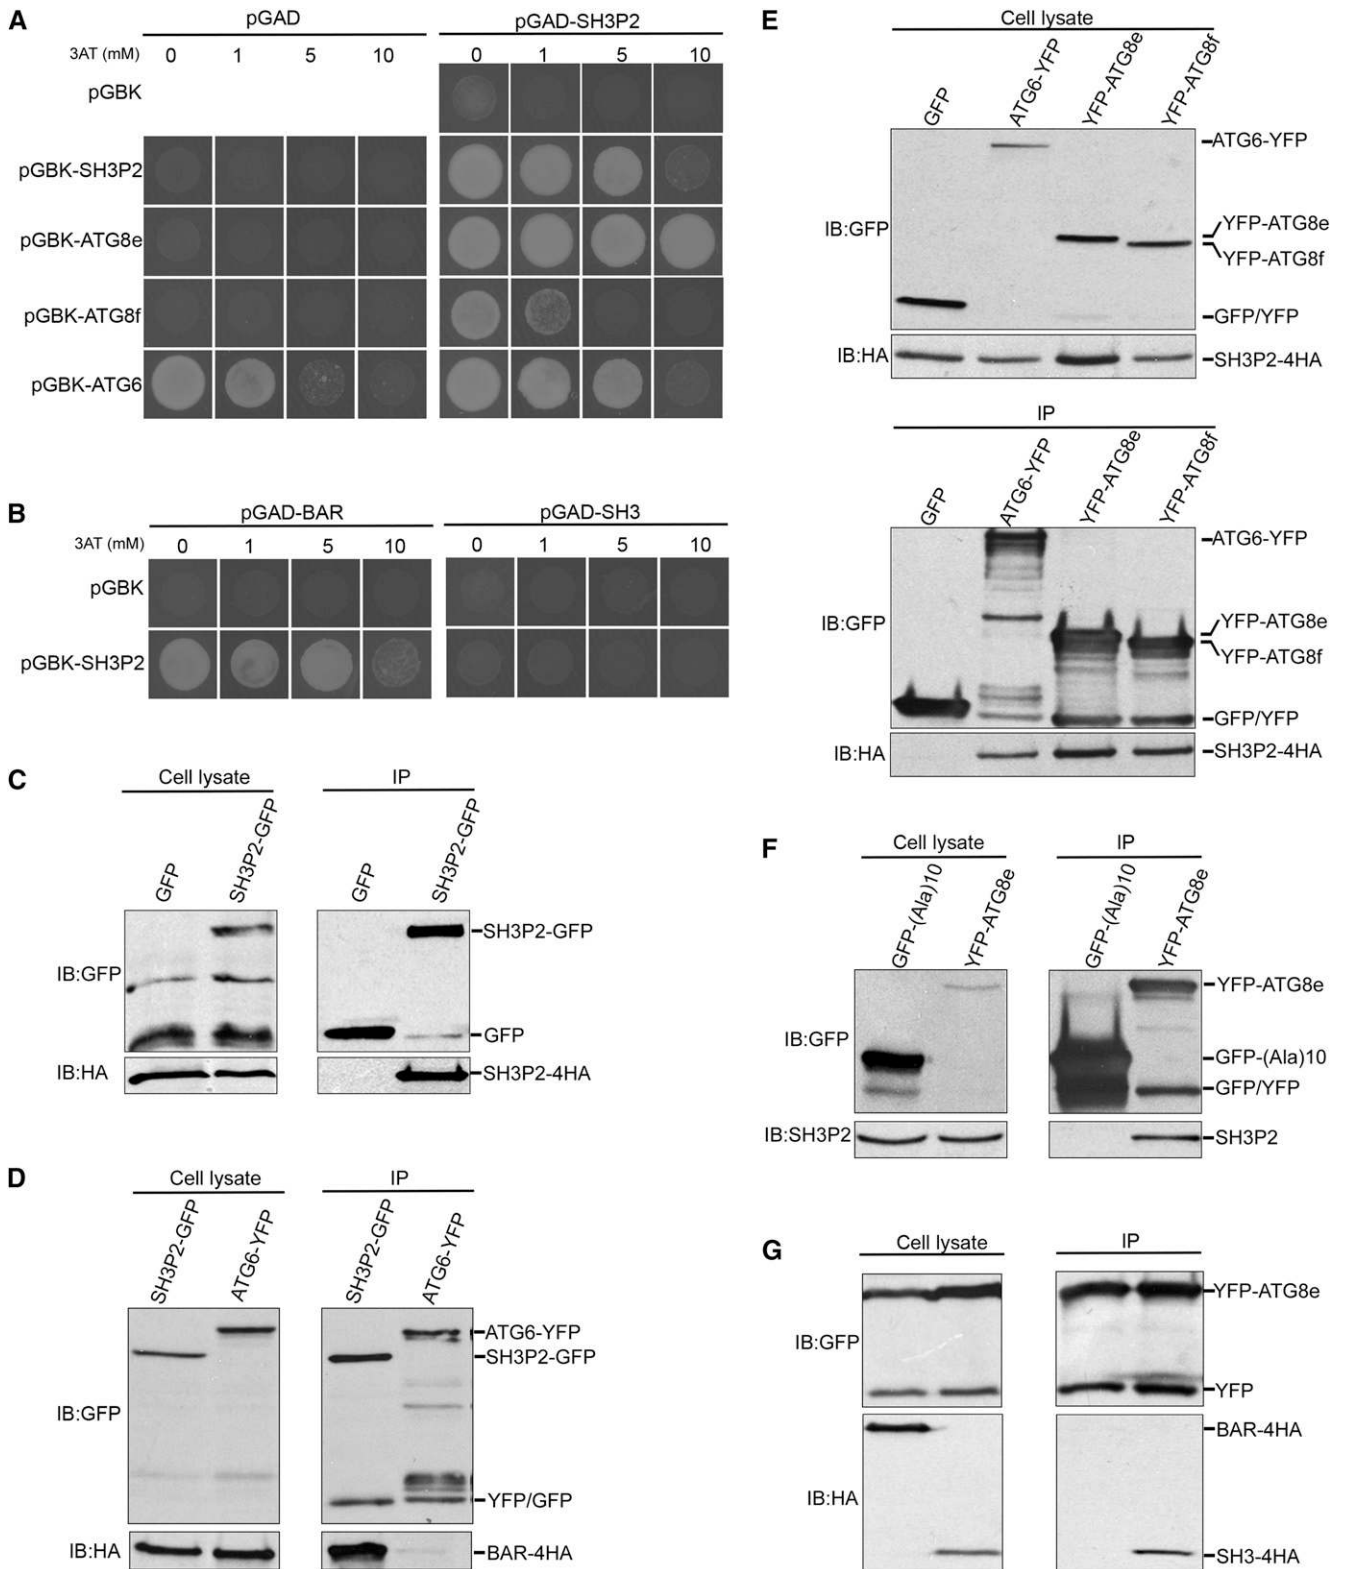 A
pGAD
pGAD-SH3P2
3AT (mM) 0 1 5 10 0 1 5 10
pGBK
pGBK-SH3P2
pGBK-ATG8e
pGBK-ATG8f
pGBK-ATG6
B
pGAD-BAR
pGAD-SH3
3AT (mM) 0 1 5 10 0 1 5 10
pGBK
pGBK-SH3P2
C
Cell lysate
IP
GFP
SH3P2-GFP
GFP
SH3P2-GFP
IB:GFP
SH3P2-GFP
GFP
IB:HA
SH3P2-4HA
D
Cell lysate
IP
SH3P2-GFP
ATG6-YFP
SH3P2-GFP
ATG6-YFP
IB:GFP
ATG6-YFP
SH3P2-GFP
YFP/GFP
IB:HA
BAR-4HA
E
Cell lysate
GFP
ATG6-YFP
YFP-ATG8e
YFP-ATG8f
IB:GFP
ATG6-YFP
YFP-ATG8e
YFP-ATG8f
GFP/YFP
IB:HA
SH3P2-4HA
IP
GFP
ATG6-YFP
YFP-ATG8e
YFP-ATG8f
IB:GFP
ATG6-YFP
YFP-ATG8e
YFP-ATG8f
GFP/YFP
IB:HA
SH3P2-4HA
F
Cell lysate
IP
GFP-(Ala)10
YFP-ATG8e
GFP-(Ala)10
YFP-ATG8e
IB:GFP
YFP-ATG8e
GFP-(Ala)10
GFP/YFP
IB:SH3P2
SH3P2
G
Cell lysate
IP
IB:GFP
YFP-ATG8e
YFP
IB:HA
BAR-4HA
SH3-4HA